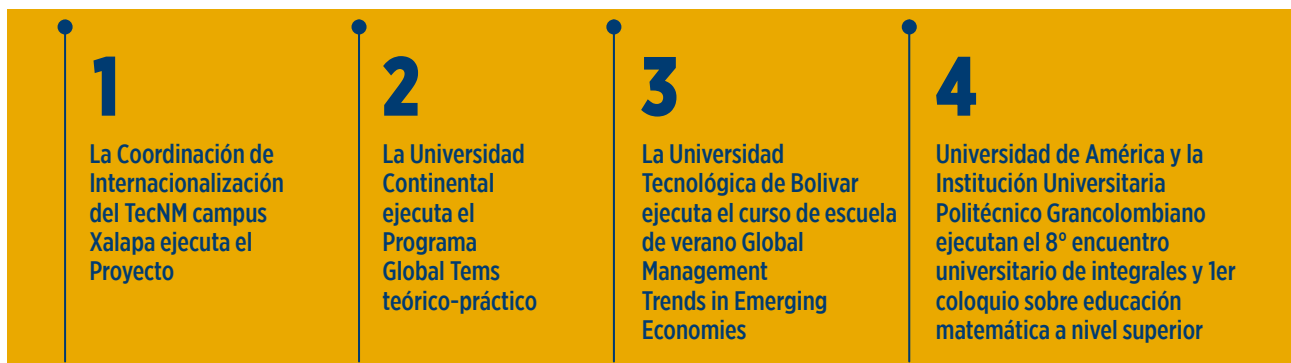 1
La Coordinación de
Internacionalización
del TecNM campus
Xalapa ejecuta el
Proyecto
2
La Universidad
Continental
ejecuta el
Programa
Global Tems
teórico-práctico
3
La Universidad
Tecnológica de Bolivar
ejecuta el curso de escuela
de verano Global
Management
Trends in Emerging
Economies
4
Universidad de América y la
Institución Universitaria
Politécnico Grancolombiano
ejecutan el 8º encuentro
universitario de integrales y 1er
coloquio sobre educación
matemática a nivel superior